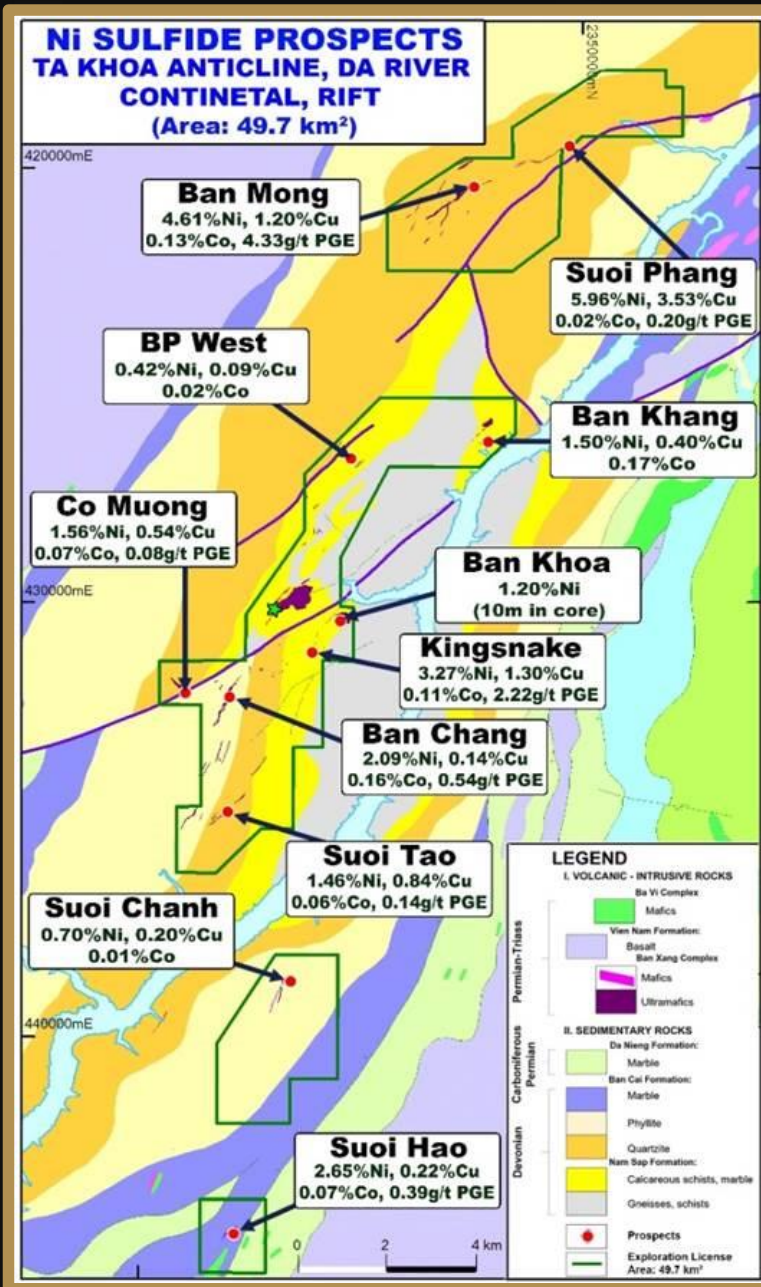 Ni SULFIDE PROSPECTS
TA KHOA ANTICLINE, DA RIVER
CONTINETAL, RIFT
(Area: 49.7 km²)
2350000mN
420000mE
Ban Mong
4.61%Ni, 1.20%Cu
0.13%Co, 4.33g/t PGE
Suoi Phang
5.96%Ni, 3.53%Cu
0.02%Co, 0.20g/t PGE
BP West
0.42%Ni, 0.09%Cu
0.02%Co
Ban Khang
1.50%Ni, 0.40%Cu
0.17%Co
Co Muong
1.56%Ni, 0.54%Cu
0.07%Co, 0.08g/t PGE
Ban Khoa
1.20%Ni
(10m in core)
430000mE
Kingsnake
3.27%Ni, 1.30%Cu
0.11%Co, 2.22g/t PGE
Ban Chang
2.09%Ni, 0.14%Cu
0.16%Co, 0.54g/t PGE
Suoi Tao
1.46%Ni, 0.84%Cu
0.06%Co, 0.14g/t PGE
Suoi Chanh
0.70%Ni, 0.20%Cu
0.01%Co
440000mE
Suoi Hao
2.65%Ni, 0.22%Cu
0.07%Co, 0.39g/t PGE
0 2 4 km
LEGEND
I. VOLCANIC - INTRUSIVE ROCKS
Ba Vi Complex
Mafics
Vien Nam Formation:
Basalt
Ban Xang Complex
Mafics
Ultramafics
Permian-Triass
II. SEDIMENTARY ROCKS
Da Nieng Formation:
Marble
Carboniferous Permian
Ban Cai Formation:
Marble
Phyllite
Quartzite
Devonian
Nam Sap Formation:
Calcareous schists, marble
Gneisses, schists
Prospects
Exploration License
Area: 49.7 km²